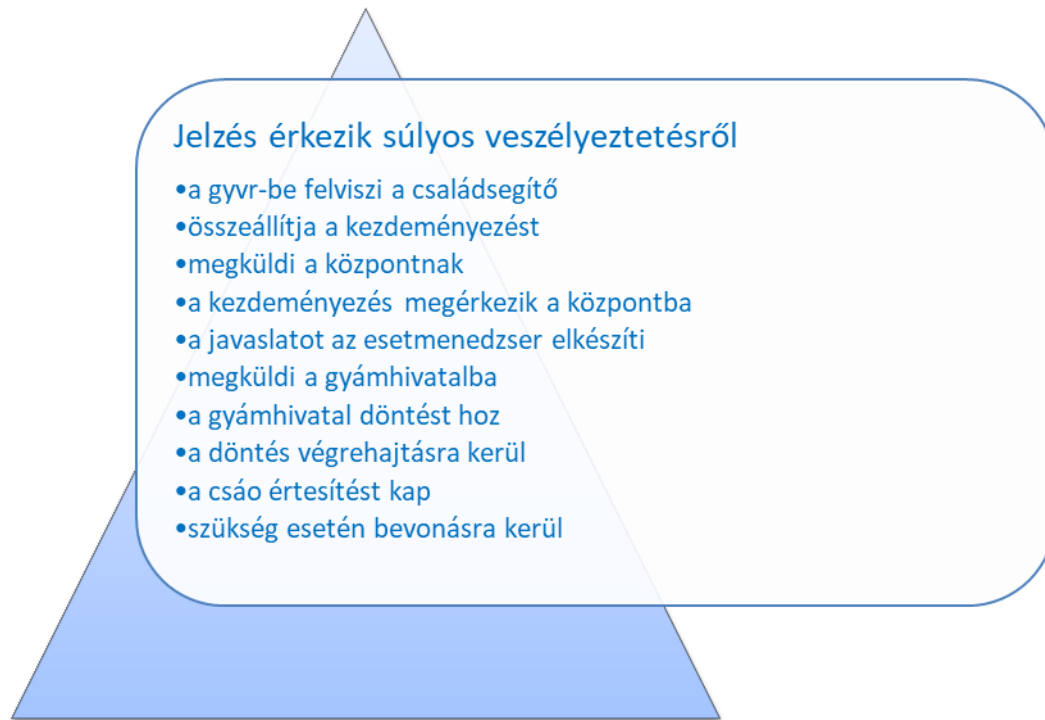 Jelzés érkezik súlyos veszélyeztetésről
•a gyvr-be felviszi a családsegítő
•összeállítja a kezdeményezést
•megküldi a központnak
•a kezdeményezés megérkezik a központba
•a javaslatot az esetmenedzser elkészíti
•megküldi a gyámhivatalba
•a gyámhivatal döntést hoz
•a döntés végrehajtásra kerül
•a csáo értesítést kap
•szükség esetén bevonásra kerül